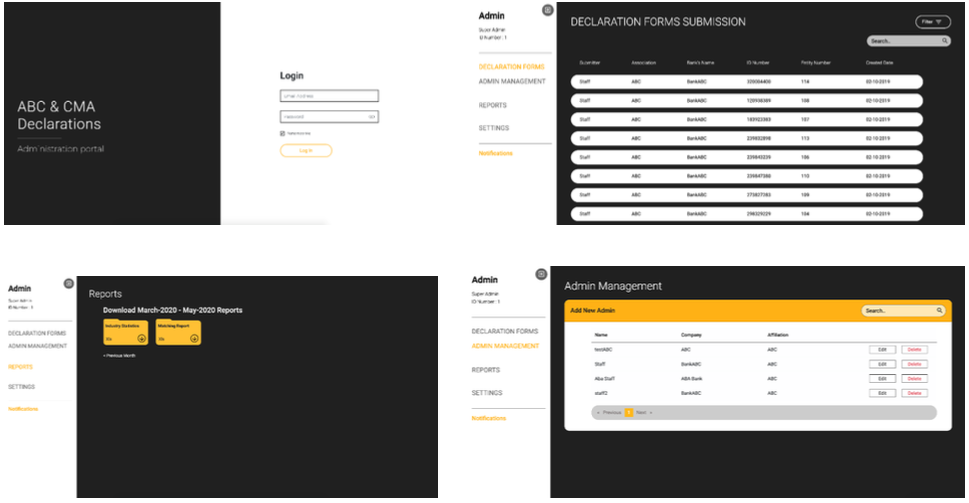 ABC & CMA
Declarations
Administration portal
Login
Email Address
Password
Log In
Admin
Super Admin
ID Number : 1
DECLARATION FORMS
ADMIN MANAGEMENT
REPORTS
SETTINGS
Notifications
DECLARATION FORMS SUBMISSION
Filter
Search...
Submitter Association Bank's Name ID Number Entity Number Created Date
Staff ABC BankABC 320004400 114 02-10-2019
Staff ABC BankABC 108 02-10-2019
Staff ABC BankABC 183923383 107 02-10-2019
Staff ABC BankABC 239832898 113 02-10-2019
Staff ABC BankABC 239843239 106 02-10-2019
Staff ABC BankABC 239847388 110 02-10-2019
Staff ABC BankABC 373827383 109 02-10-2019
Staff ABC BankABC 298329229 104 02-10-2019
Admin
Super Admin
ID Number : 1
DECLARATION FORMS
ADMIN MANAGEMENT
REPORTS
SETTINGS
Notifications
Reports
Download March-2020 - May-2020 Reports
Industry Statistics
Matching Report
« Previous Month
Admin
Super Admin
ID Number : 1
DECLARATION FORMS
ADMIN MANAGEMENT
REPORTS
SETTINGS
Notifications
Admin Management
Add New Admin
Search...
Name Company Affiliation
testABC ABC ABC Edit Delete
Staff BankABC ABC Edit Delete
Aba Staff ABA Bank ABC Edit Delete
staff2 BankABC ABC Edit Delete
« Previous 1 Next »